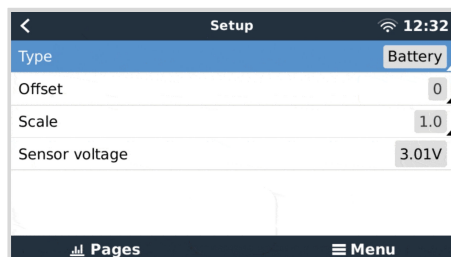 Setup 12:32
Type Battery
Offset 0
Scale 1.0
Sensor voltage 3.01V
Pages Menu